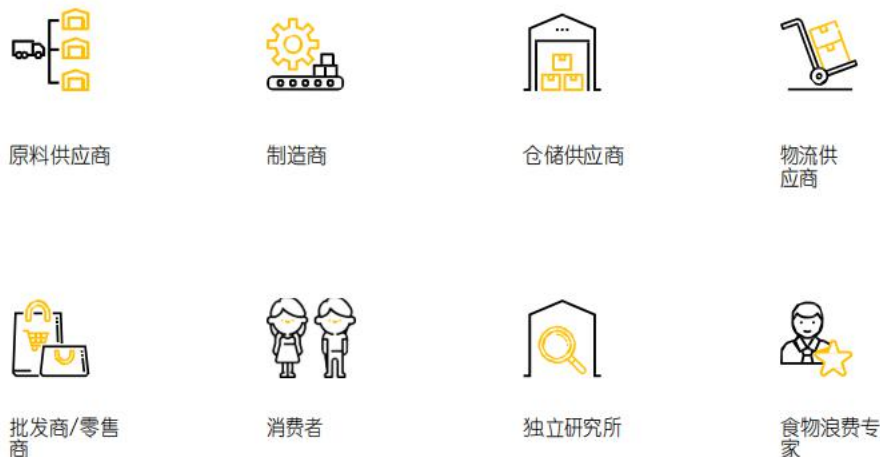 原料供应商
制造商
仓储供应商
物流供
应商
批发商/零售
商
消费者
独立研究所
食物浪费专
家